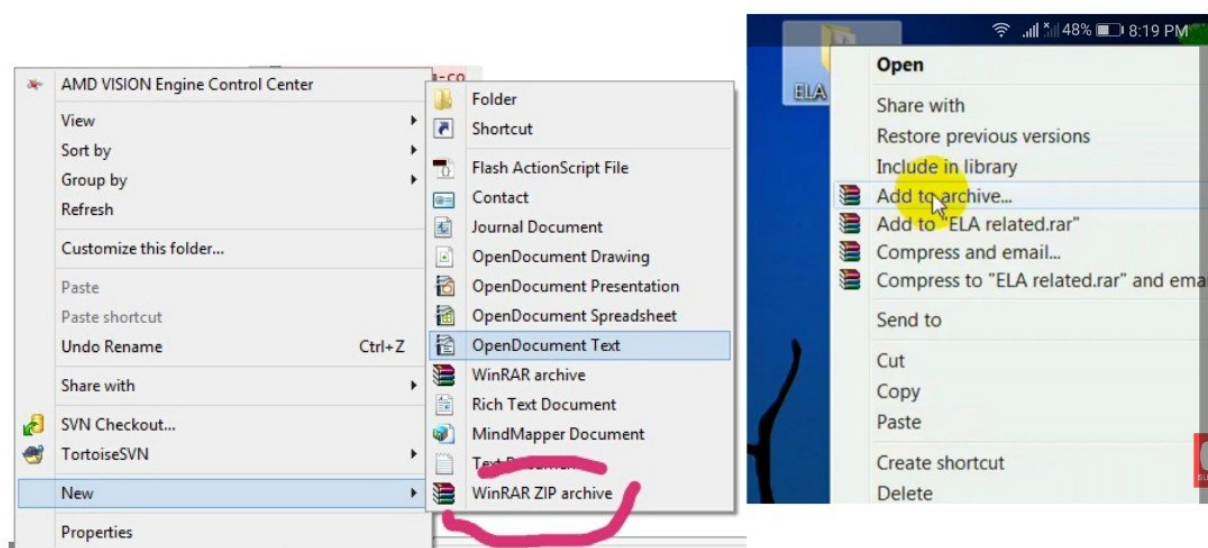 AMD VISION Engine Control Center
View
Sort by
Group by
Refresh
Customize this folder...
Paste
Paste shortcut
Undo Rename Ctrl+Z
Share with
SVN Checkout...
TortoiseSVN
New
Properties
Folder
Shortcut
Flash ActionScript File
Contact
Journal Document
OpenDocument Drawing
OpenDocument Presentation
OpenDocument Spreadsheet
OpenDocument Text
WinRAR archive
Rich Text Document
MindMapper Document
Text Document
WinRAR ZIP archive
48% 8:19 PM
ELA
Open
Share with
Restore previous versions
Include in library
Add to archive...
Add to "ELA related.rar"
Compress and email...
Compress to "ELA related.rar" and ema
Send to
Cut
Copy
Paste
Create shortcut
Delete